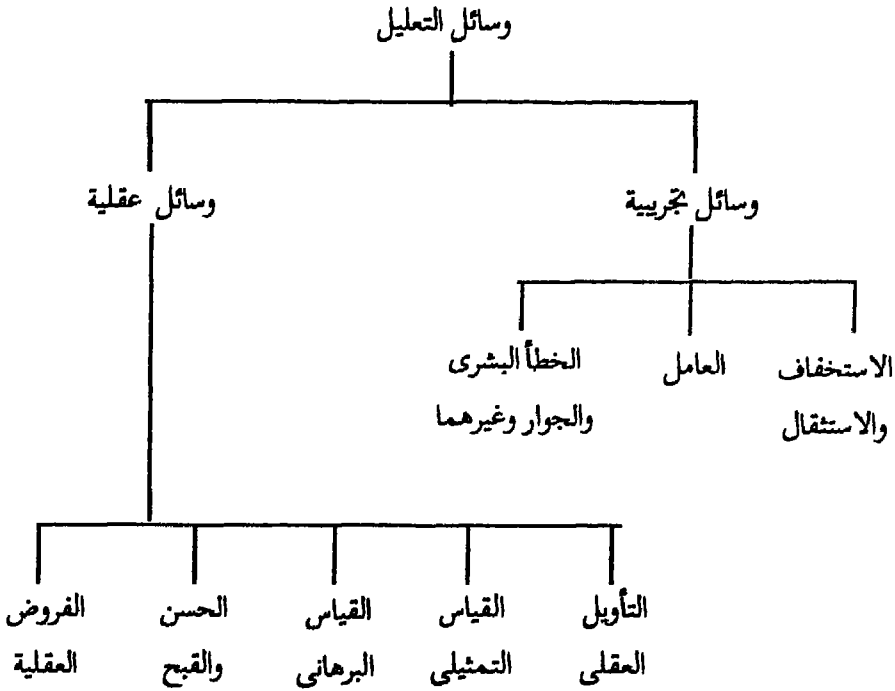 وسائل التعليل
وسائل تجريبية
وسائل عقلية
الاستخفاف
والاستثقال
العامل
الخطأ البشرى
والجوار وغيرهما
التأويل
العقلى
القياس
التمثيلى
القياس
البرهانى
الحسن
والقبح
الفروض
العقلية